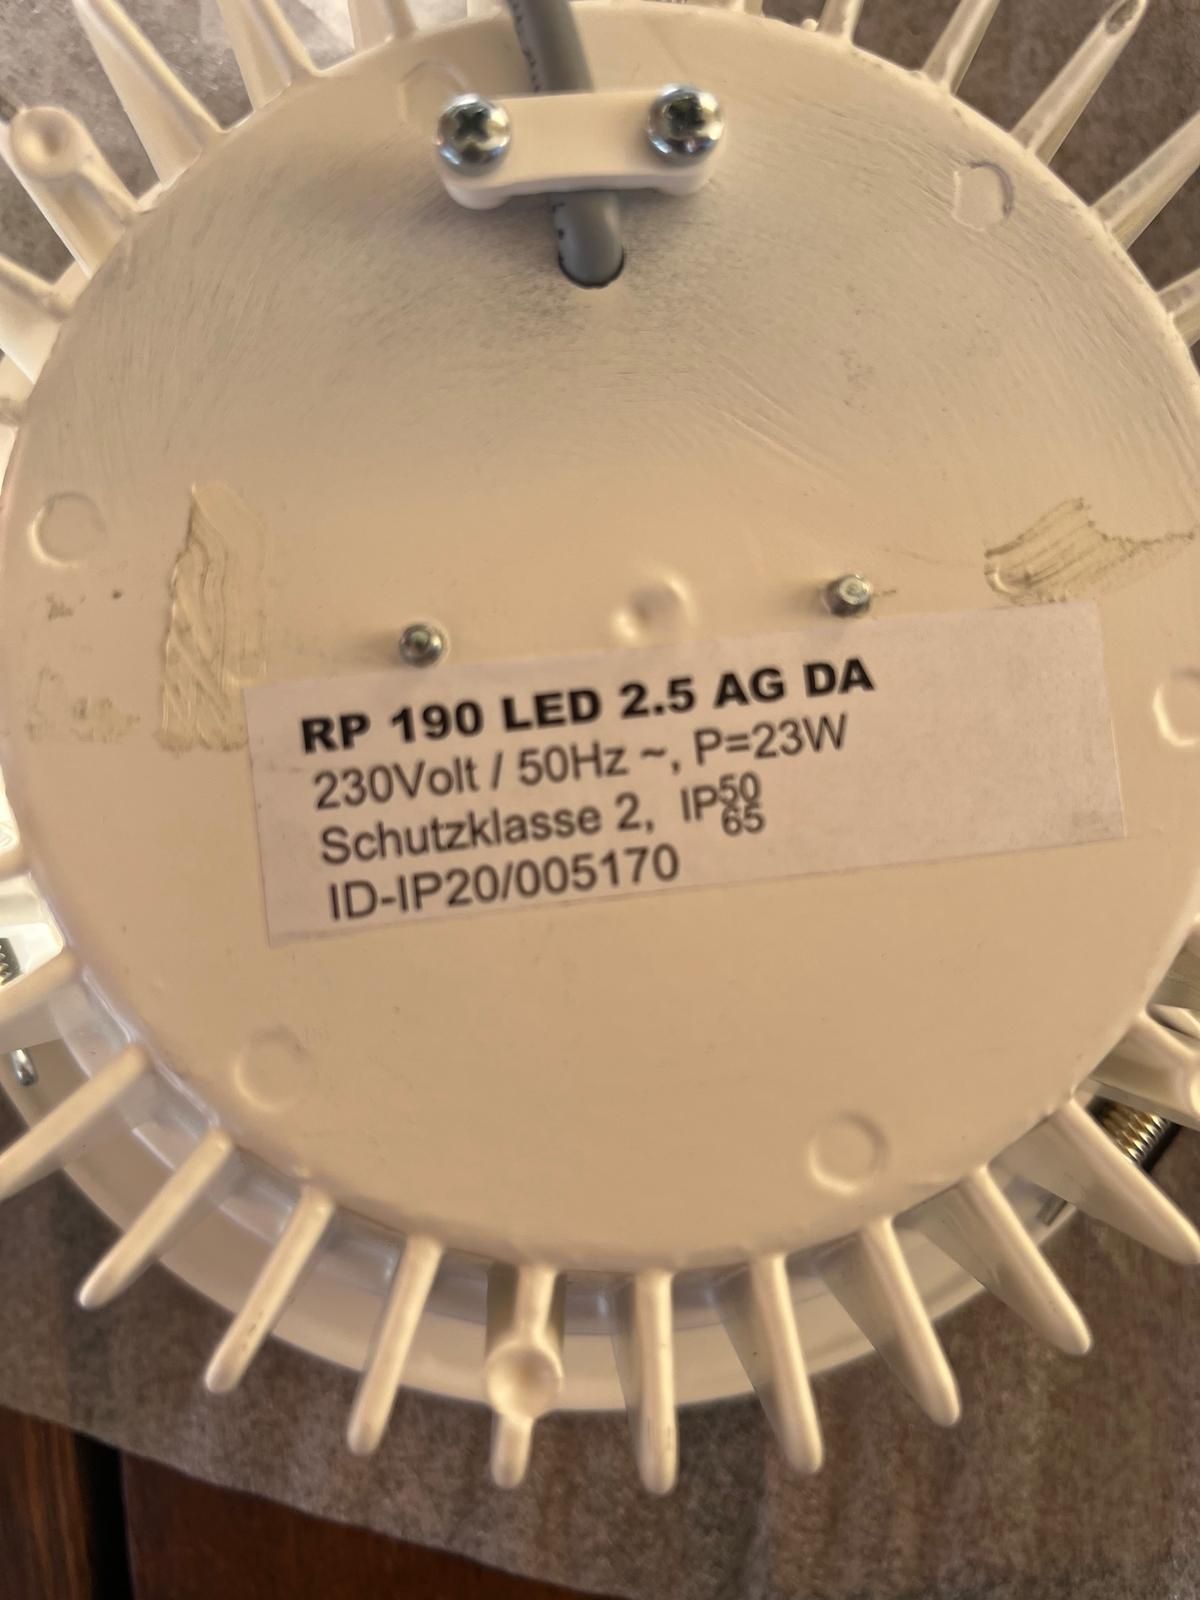 RP 190 LED 2.5 AG DA
230Volt / 50Hz ~, P=23W
Schutzklasse 2, IP50
65
ID-IP20/005170